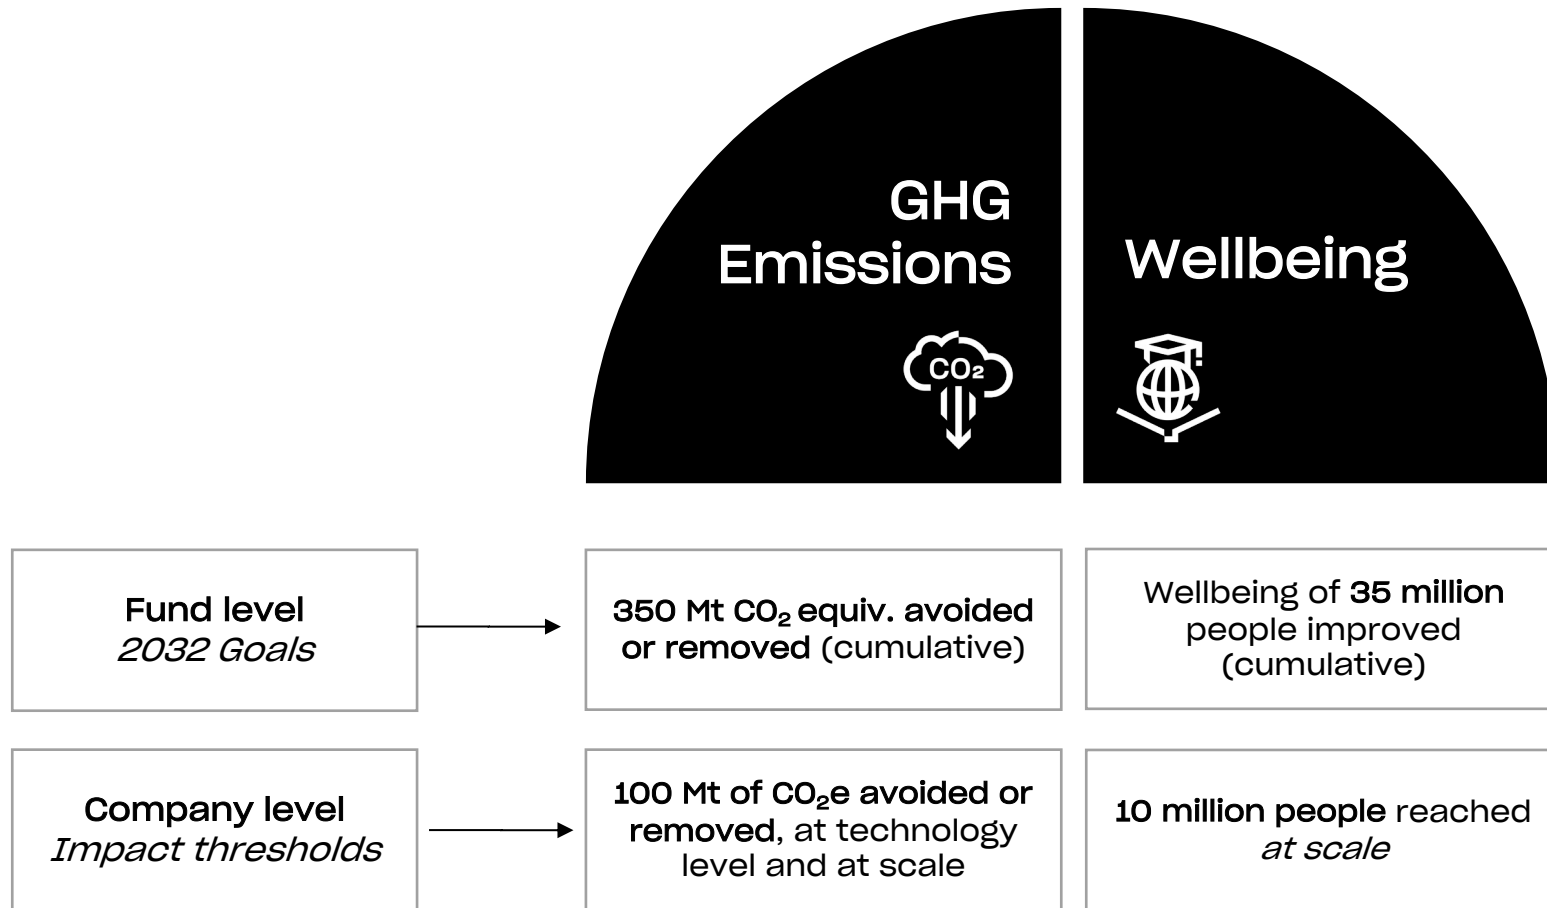 GHG
Emissions
CO₂
Wellbeing
Fund level
2032 Goals
350 Mt CO₂ equiv. avoided
or removed (cumulative)
Wellbeing of 35 million
people improved
(cumulative)
Company level
Impact thresholds
100 Mt of CO₂e avoided or
removed, at technology
level and at scale
10 million people reached
at scale